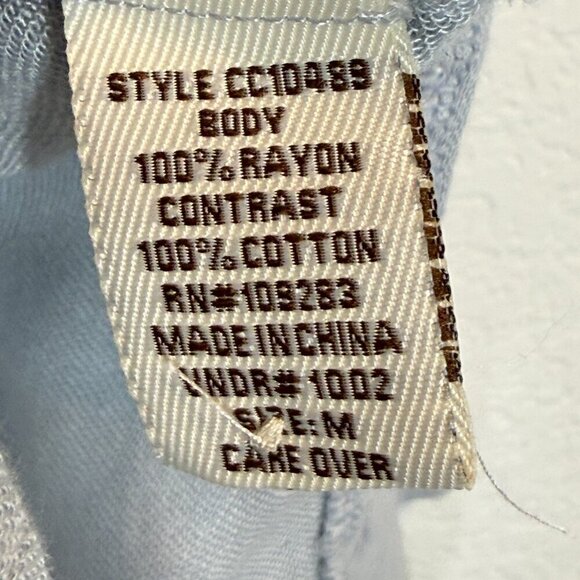 STYLE CC10489
BODY
100% RAYON
CONTRAST
100% COTTON
RN#109283
MADE IN CHINA
VNDR# 1002
SIZE: M
CARE OVER